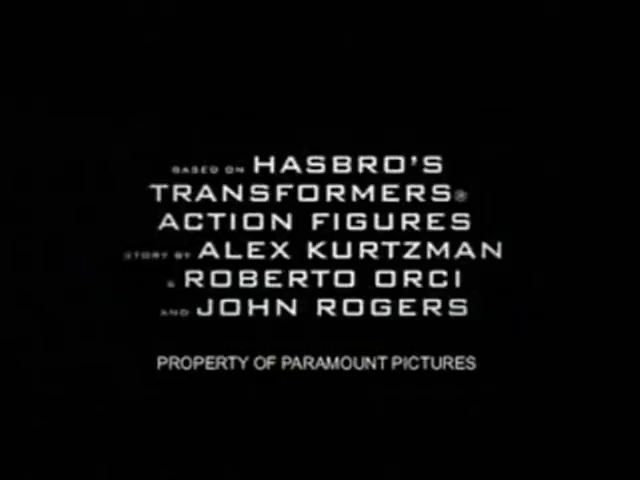 BASED ON HASBRO'S
TRANSFORMERS®
ACTION FIGURES
STORY BY ALEX KURTZMAN
& ROBERTO ORCI
AND JOHN ROGERS
PROPERTY OF PARAMOUNT PICTURES